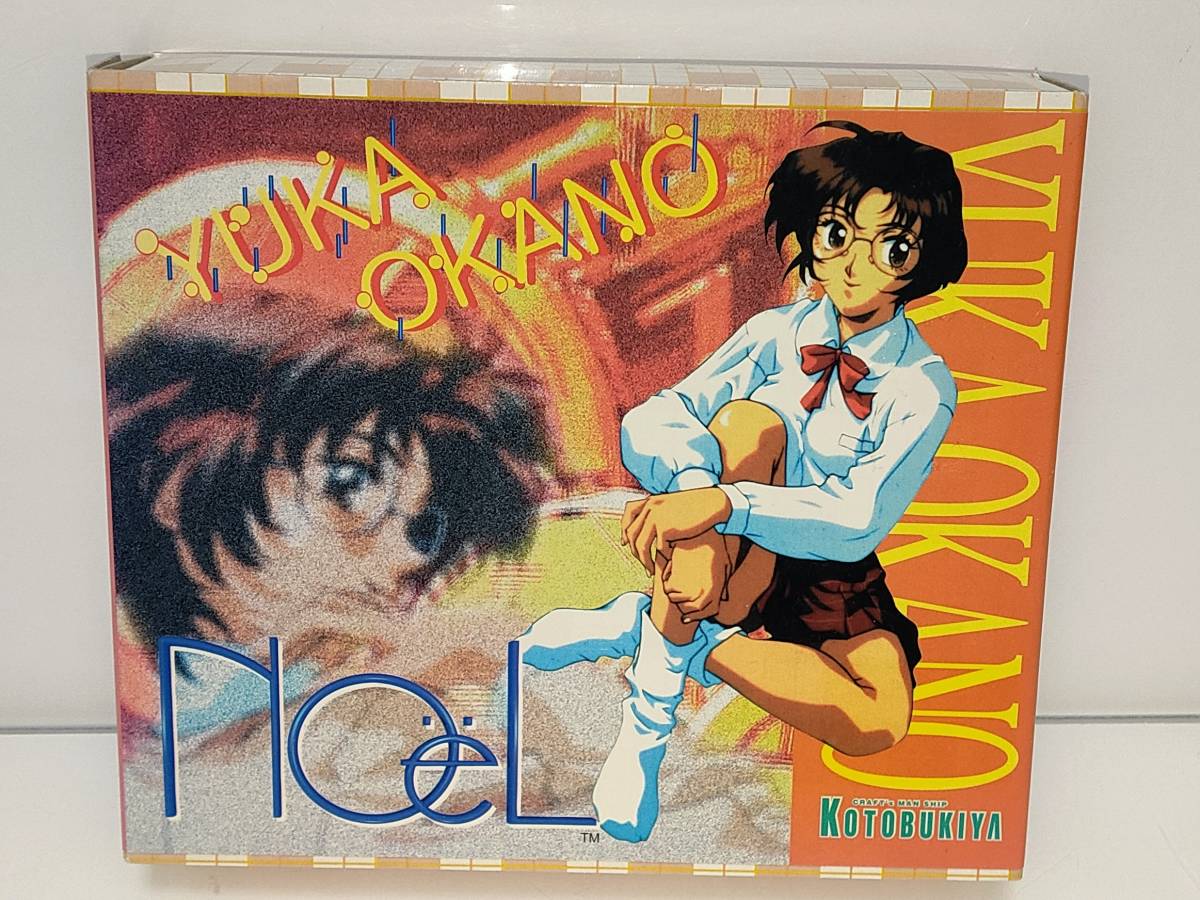 YUKA
OKANO
YUKA OKANO
NOëL
TM
CRAFT's MAN SHIP
KOTOBUKIYA